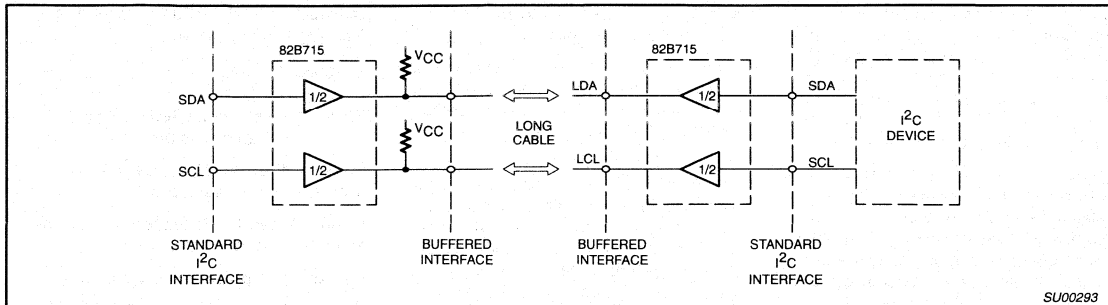 82B715
VCC
SDA
1/2
VCC
SCL
1/2
STANDARD
I2C
INTERFACE
BUFFERED
INTERFACE
LONG
CABLE
82B715
LDA
1/2
SDA
LCL
1/2
SCL
I2C
DEVICE
BUFFERED
INTERFACE
STANDARD
I2C
INTERFACE
SU00293